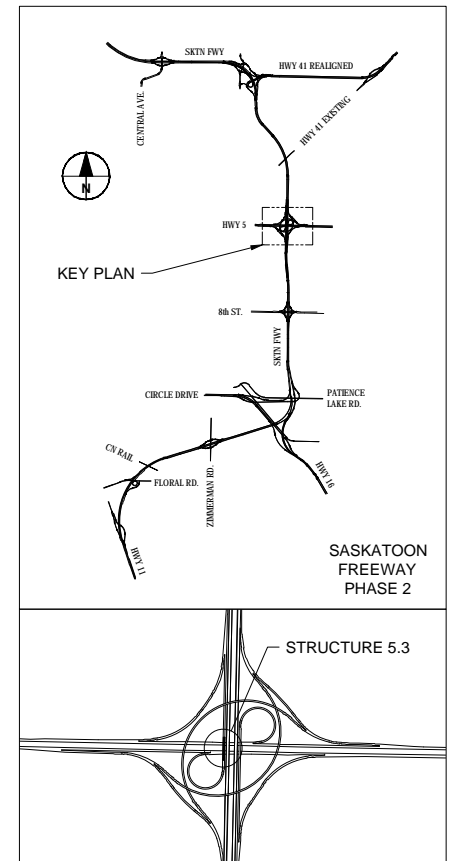 SKTN FWY
HWY 41 REALIGNED
CENTRAL AVE.
HWY 41 EXISTING
N
HWY 5
KEY PLAN
8th ST.
SKTN FWY
CIRCLE DRIVE
PATIENCE
LAKE RD.
CN RAIL
ZIMMERMAN RD.
FLORAL RD.
HWY 16
HWY 11
SASKATOON
FREEWAY
PHASE 2
STRUCTURE 5.3